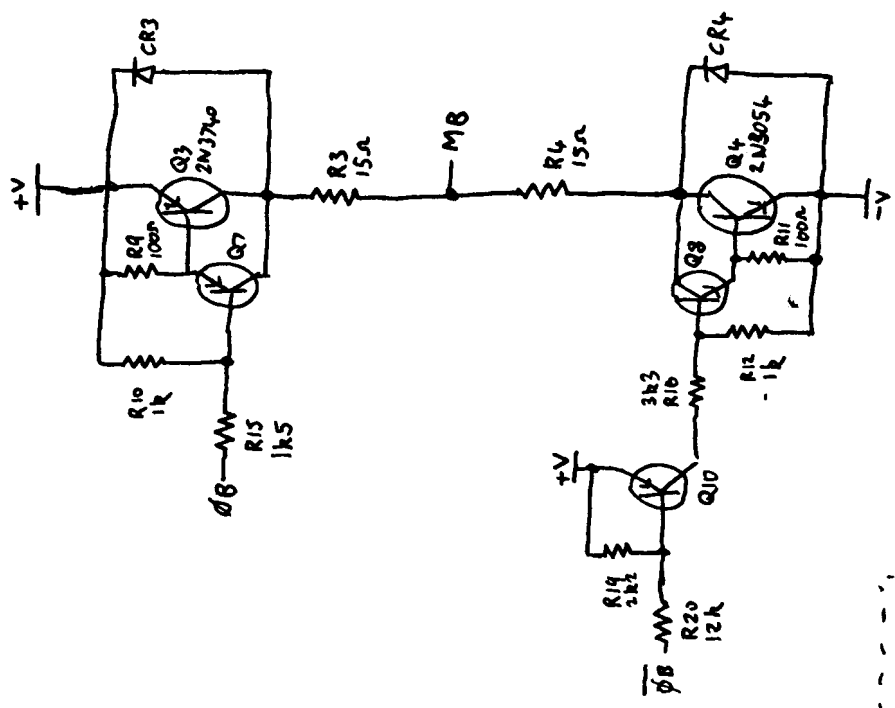 +V
CR3
Q3
2N3740
R9
100Ω
Q7
R10
1k
R15
1k5
ØB
R3
15Ω
MB
R4
15Ω
CR4
Q4
2N3054
Q8
R11
100Ω
-V
R12
1k
3k3
R16
+V
Q10
R19
2k2
R20
12k
ØB